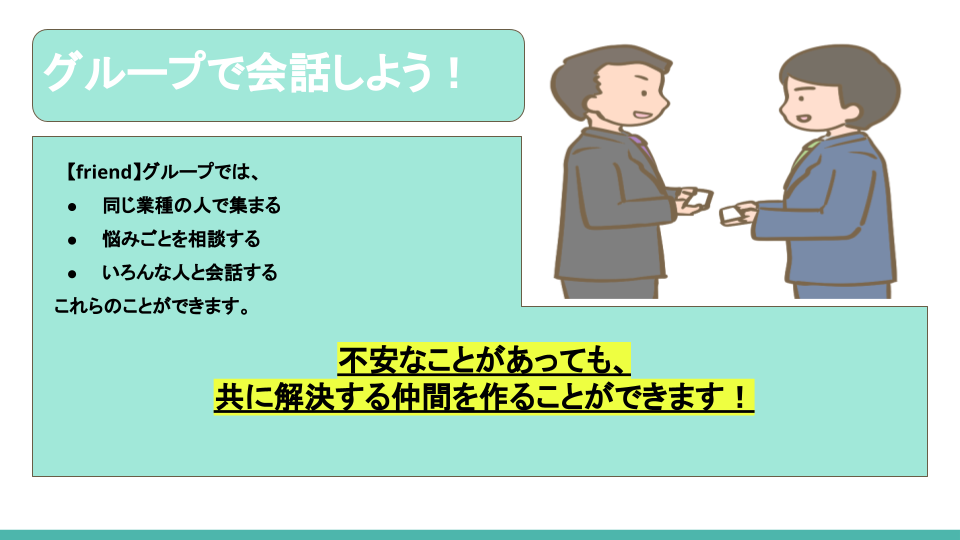 グループで会話しよう！
【friend】グループでは、
● 同じ業種の人で集まる
● 悩みごとを相談する
● いろんな人と会話する
これらのことができます。
不安なことがあっても、
共に解決する仲間を作ることができます！